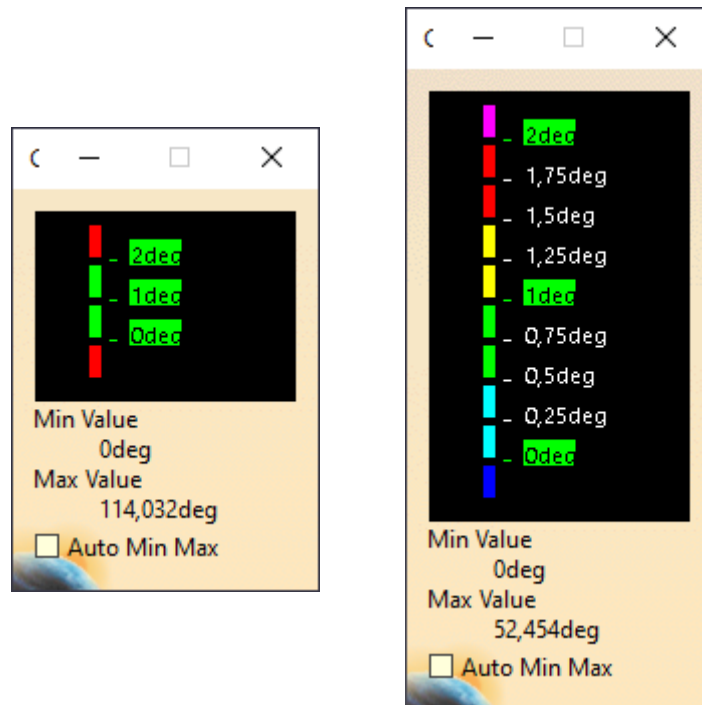 2deg
1deg
0deg
Min Value
0deg
Max Value
114,032deg
Auto Min Max
2deg
1,75deg
1,5deg
1,25deg
1deg
0,75deg
0,5deg
0,25deg
0deg
Min Value
0deg
Max Value
52,454deg
Auto Min Max